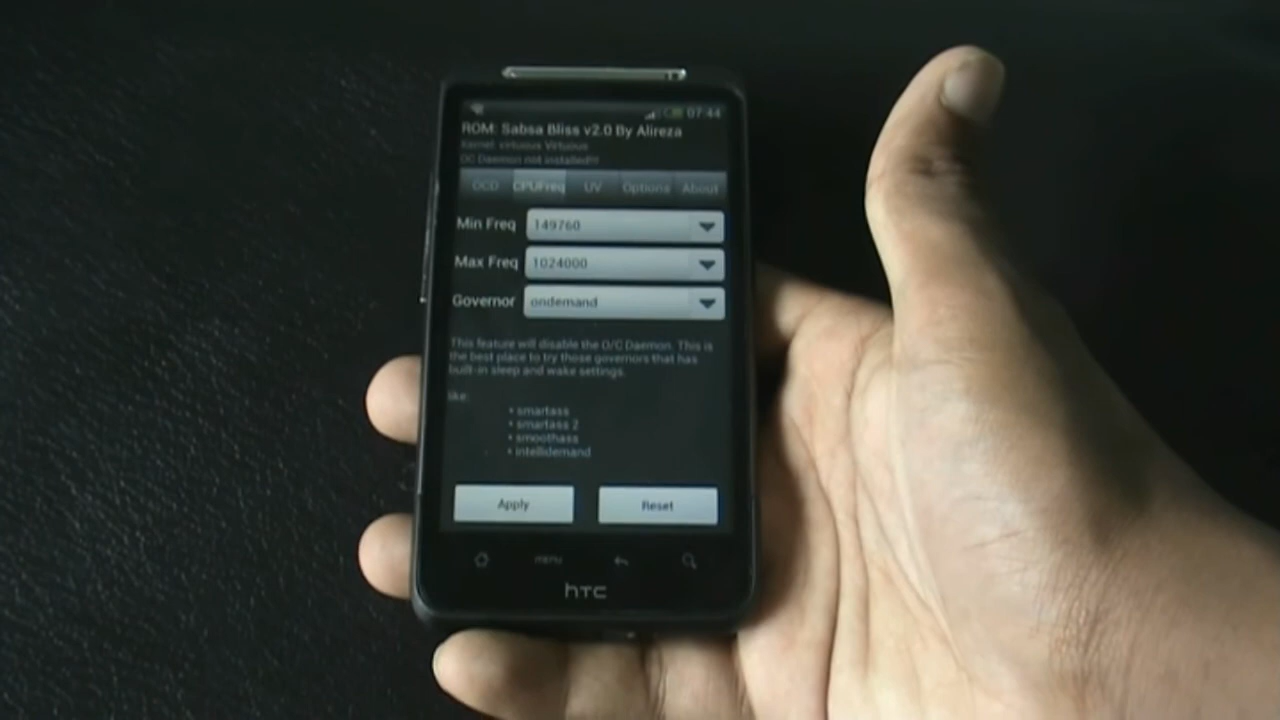 07:44
ROM: Sabsa Bliss v2.0 By Alireza
kernel: virtuous Virtuous
OC Daemon not installed!!!
OCD CPUFreq UV Options About
Min Freq 149760
Max Freq 1024000
Governor ondemand
This feature will disable the O/C Daemon. This is
the best place to try those governors that has
built-in sleep and wake settings.
like:
• smartass
• smartass 2
• smoothass
• intellidemand
Apply Reset
menu
hTC